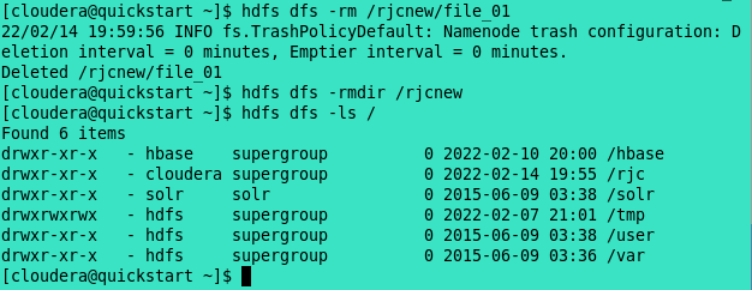 [cloudera@quickstart ~]$ hdfs dfs -rm /rjcnew/file_01
22/02/14 19:59:56 INFO fs.TrashPolicyDefault: Namenode trash configuration: D
eletion interval = 0 minutes, Emptier interval = 0 minutes.
Deleted /rjcnew/file_01
[cloudera@quickstart ~]$ hdfs dfs -rmdir /rjcnew
[cloudera@quickstart ~]$ hdfs dfs -ls /
Found 6 items
drwxr-xr-x   - hbase    supergroup          0 2022-02-10 20:00 /hbase
drwxr-xr-x   - cloudera supergroup          0 2022-02-14 19:55 /rjc
drwxr-xr-x   - solr     solr                0 2015-06-09 03:38 /solr
drwxrwxrwx   - hdfs     supergroup          0 2022-02-07 21:01 /tmp
drwxr-xr-x   - hdfs     supergroup          0 2015-06-09 03:38 /user
drwxr-xr-x   - hdfs     supergroup          0 2015-06-09 03:36 /var
[cloudera@quickstart ~]$